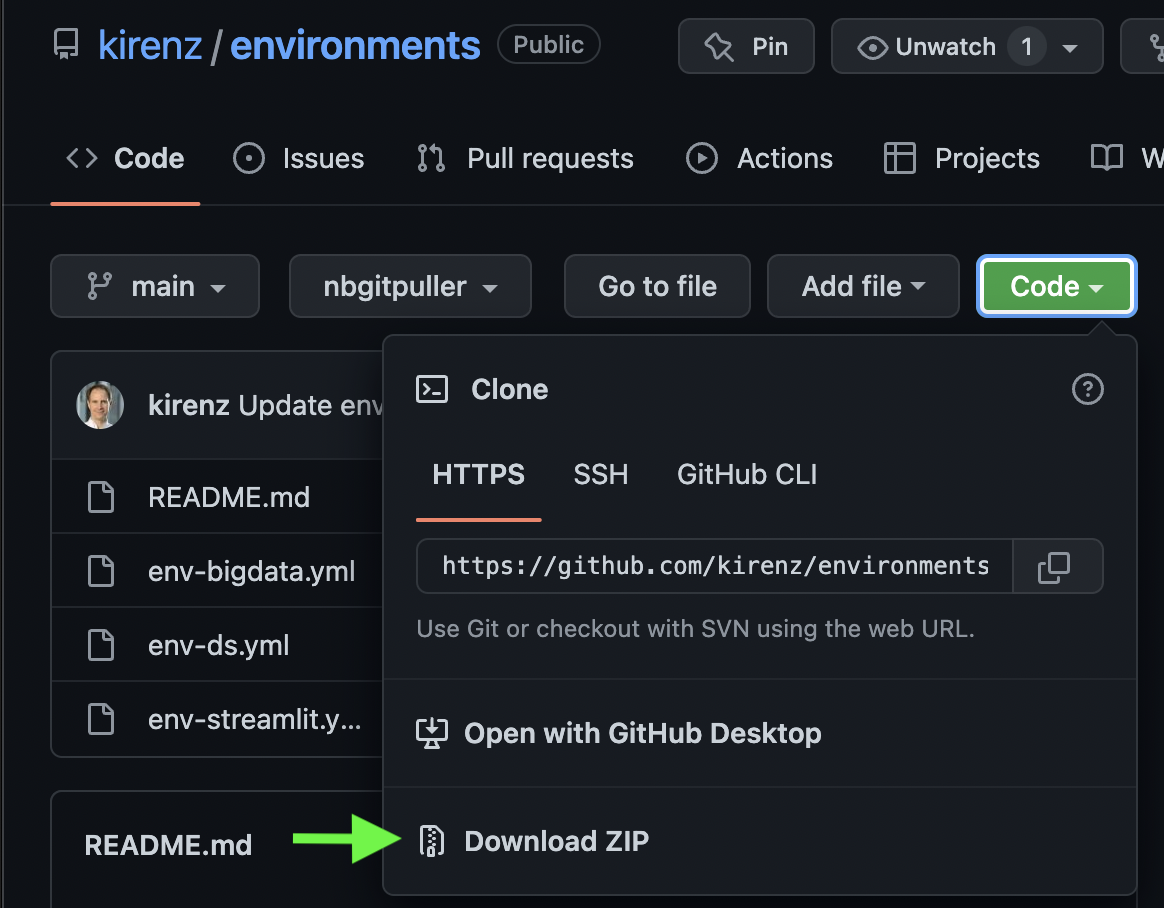 kirenz / environments Public Pin Unwatch 1
Code Issues Pull requests Actions Projects W
main nbgitpuller Go to file Add file Code
Clone
kirenz Update env
HTTPS SSH GitHub CLI
README.md
https://github.com/kirenz/environments
env-bigdata.yml
Use Git or checkout with SVN using the web URL.
env-ds.yml
env-streamlit.y...
Open with GitHub Desktop
README.md
Download ZIP